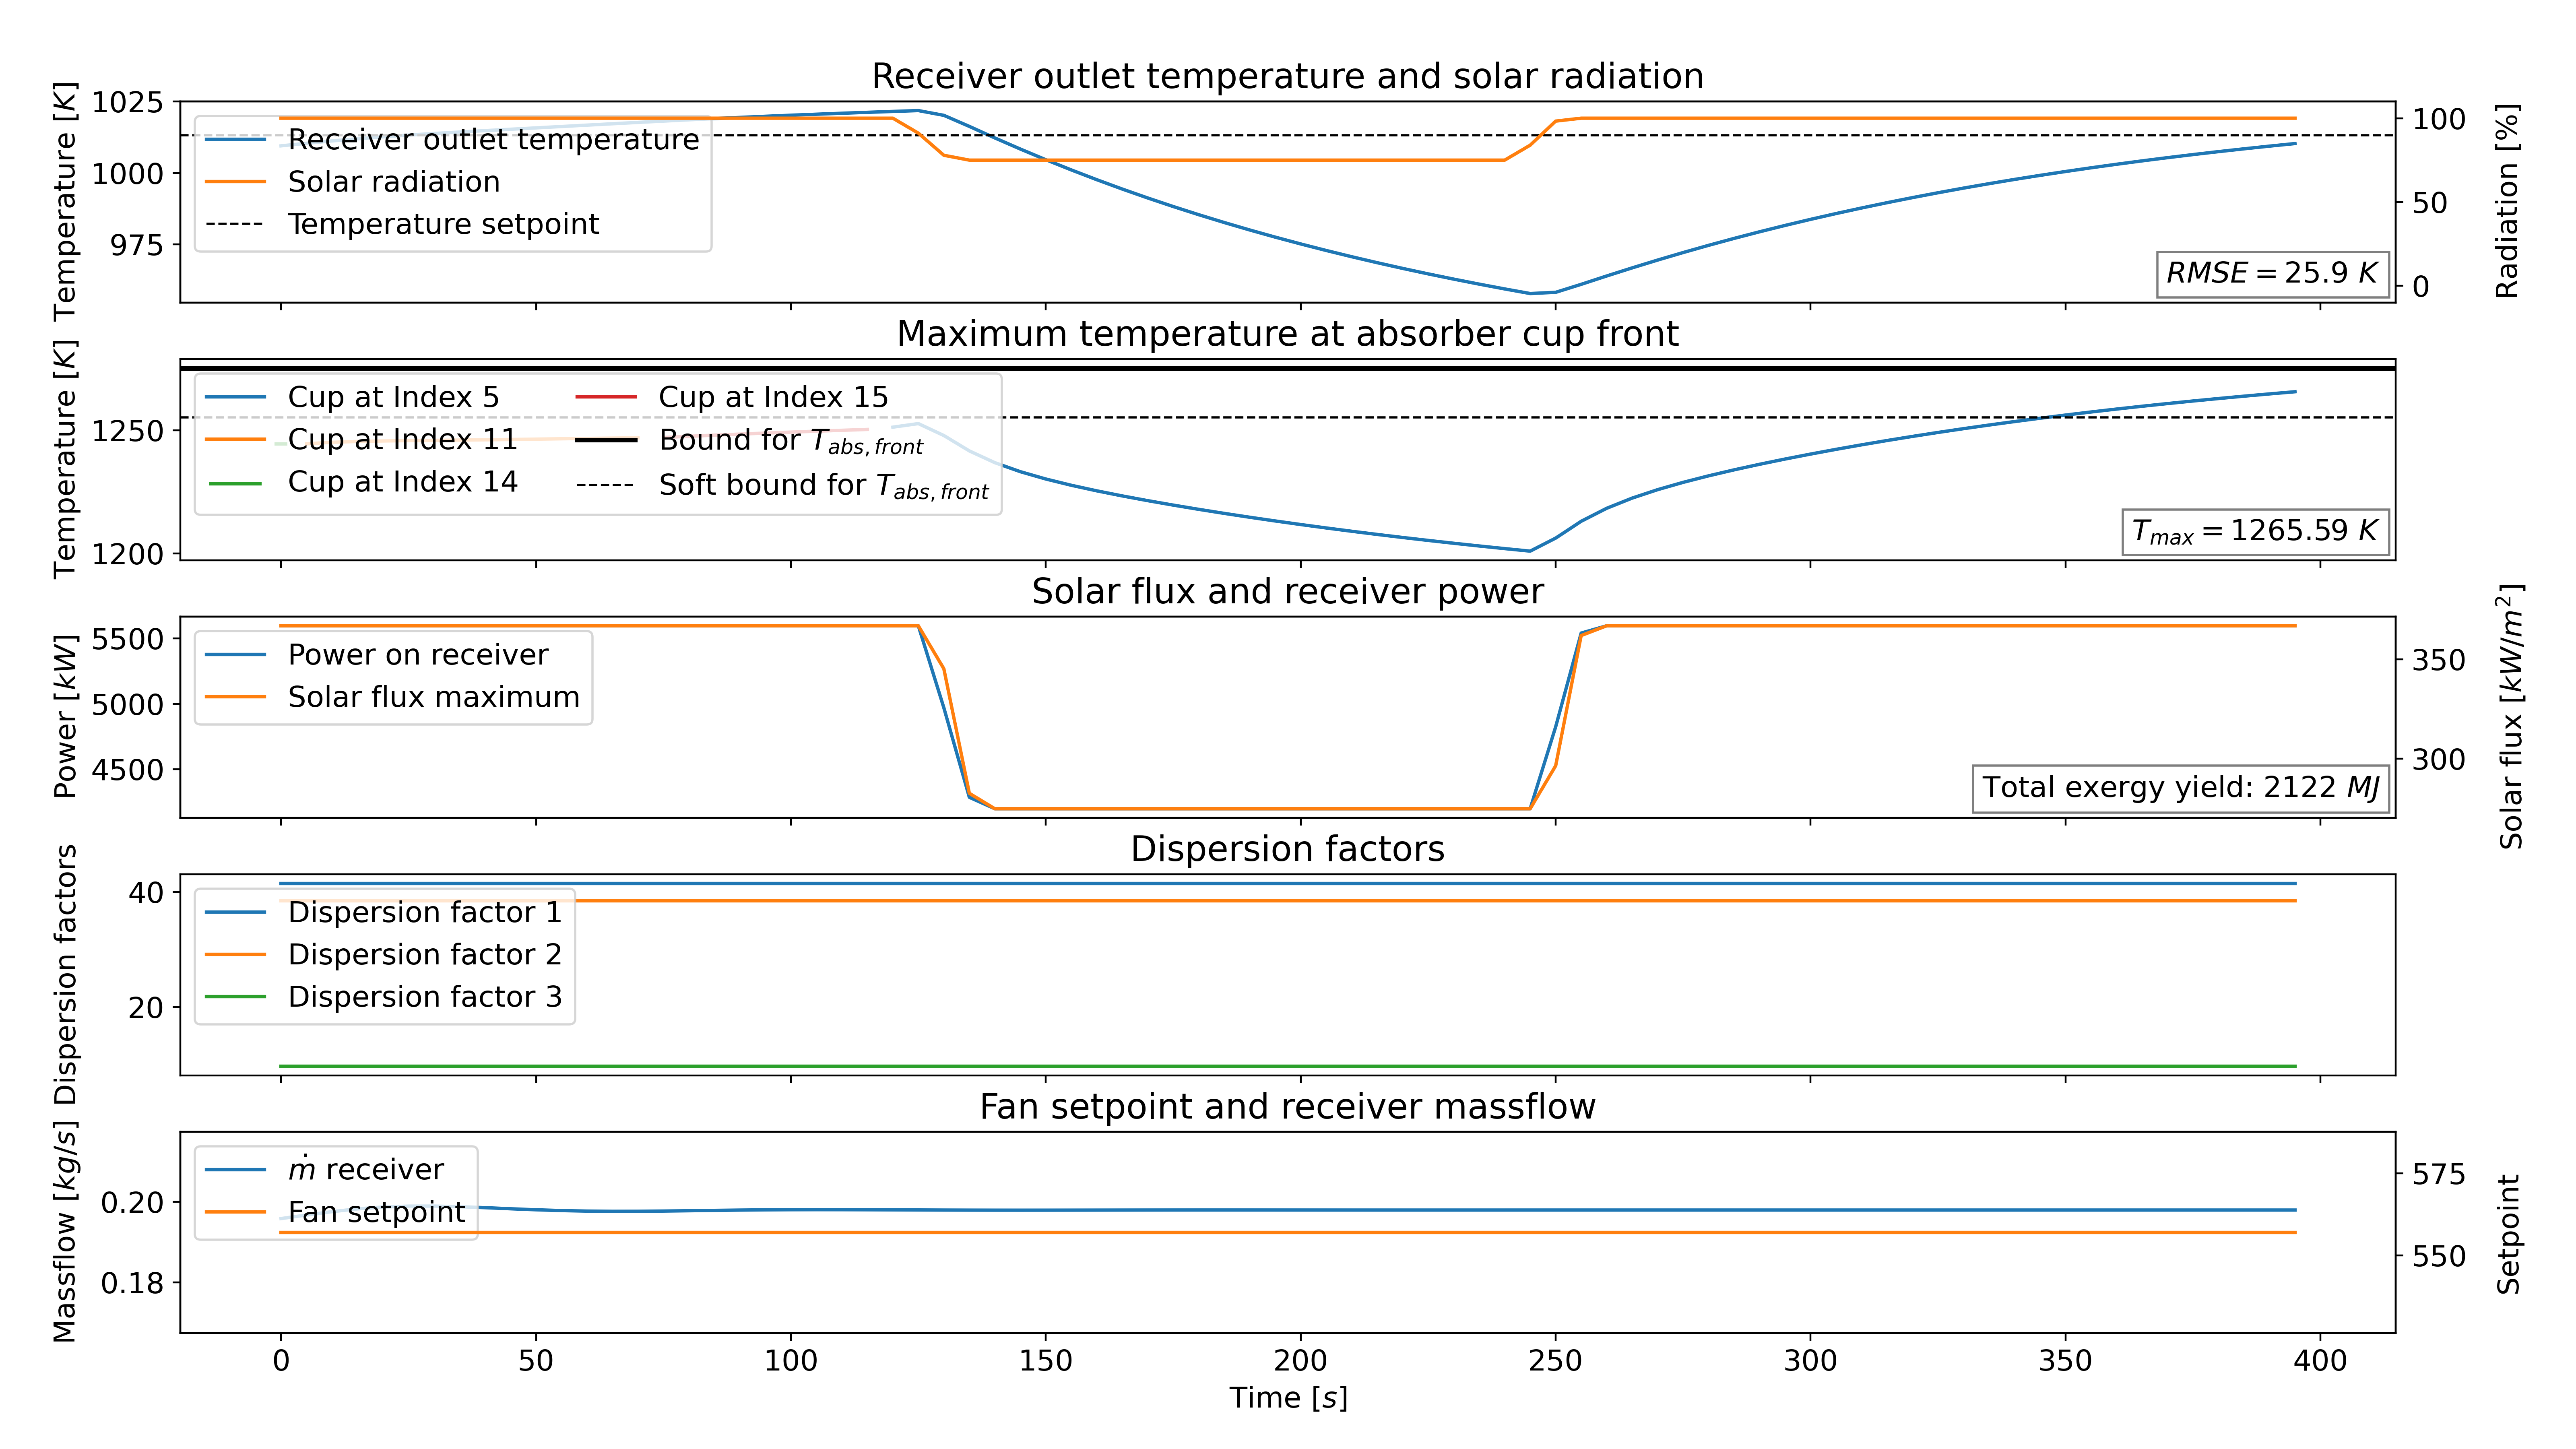 Receiver outlet temperature and solar radiation
Temperature [K]
1025
1000
975
Receiver outlet temperature
Solar radiation
Temperature setpoint
RMSE = 25.9 K
100
50
0
Radiation [%]
Maximum temperature at absorber cup front
Temperature [K]
1250
1200
Cup at Index 5
Cup at Index 11
Cup at Index 14
Cup at Index 15
Bound for T_{abs, front}
Soft bound for T_{abs, front}
T_{max} = 1265.59 K
Solar flux and receiver power
Power [kW]
5500
5000
4500
Power on receiver
Solar flux maximum
Total exergy yield: 2122 MJ
350
300
Solar flux [kW/m²]
Dispersion factors
Dispersion factors
40
20
Dispersion factor 1
Dispersion factor 2
Dispersion factor 3
Fan setpoint and receiver massflow
Massflow [kg/s]
0.20
0.18
ṁ receiver
Fan setpoint
575
550
Setpoint
0 50 100 150 200 250 300 350 400
Time [s]